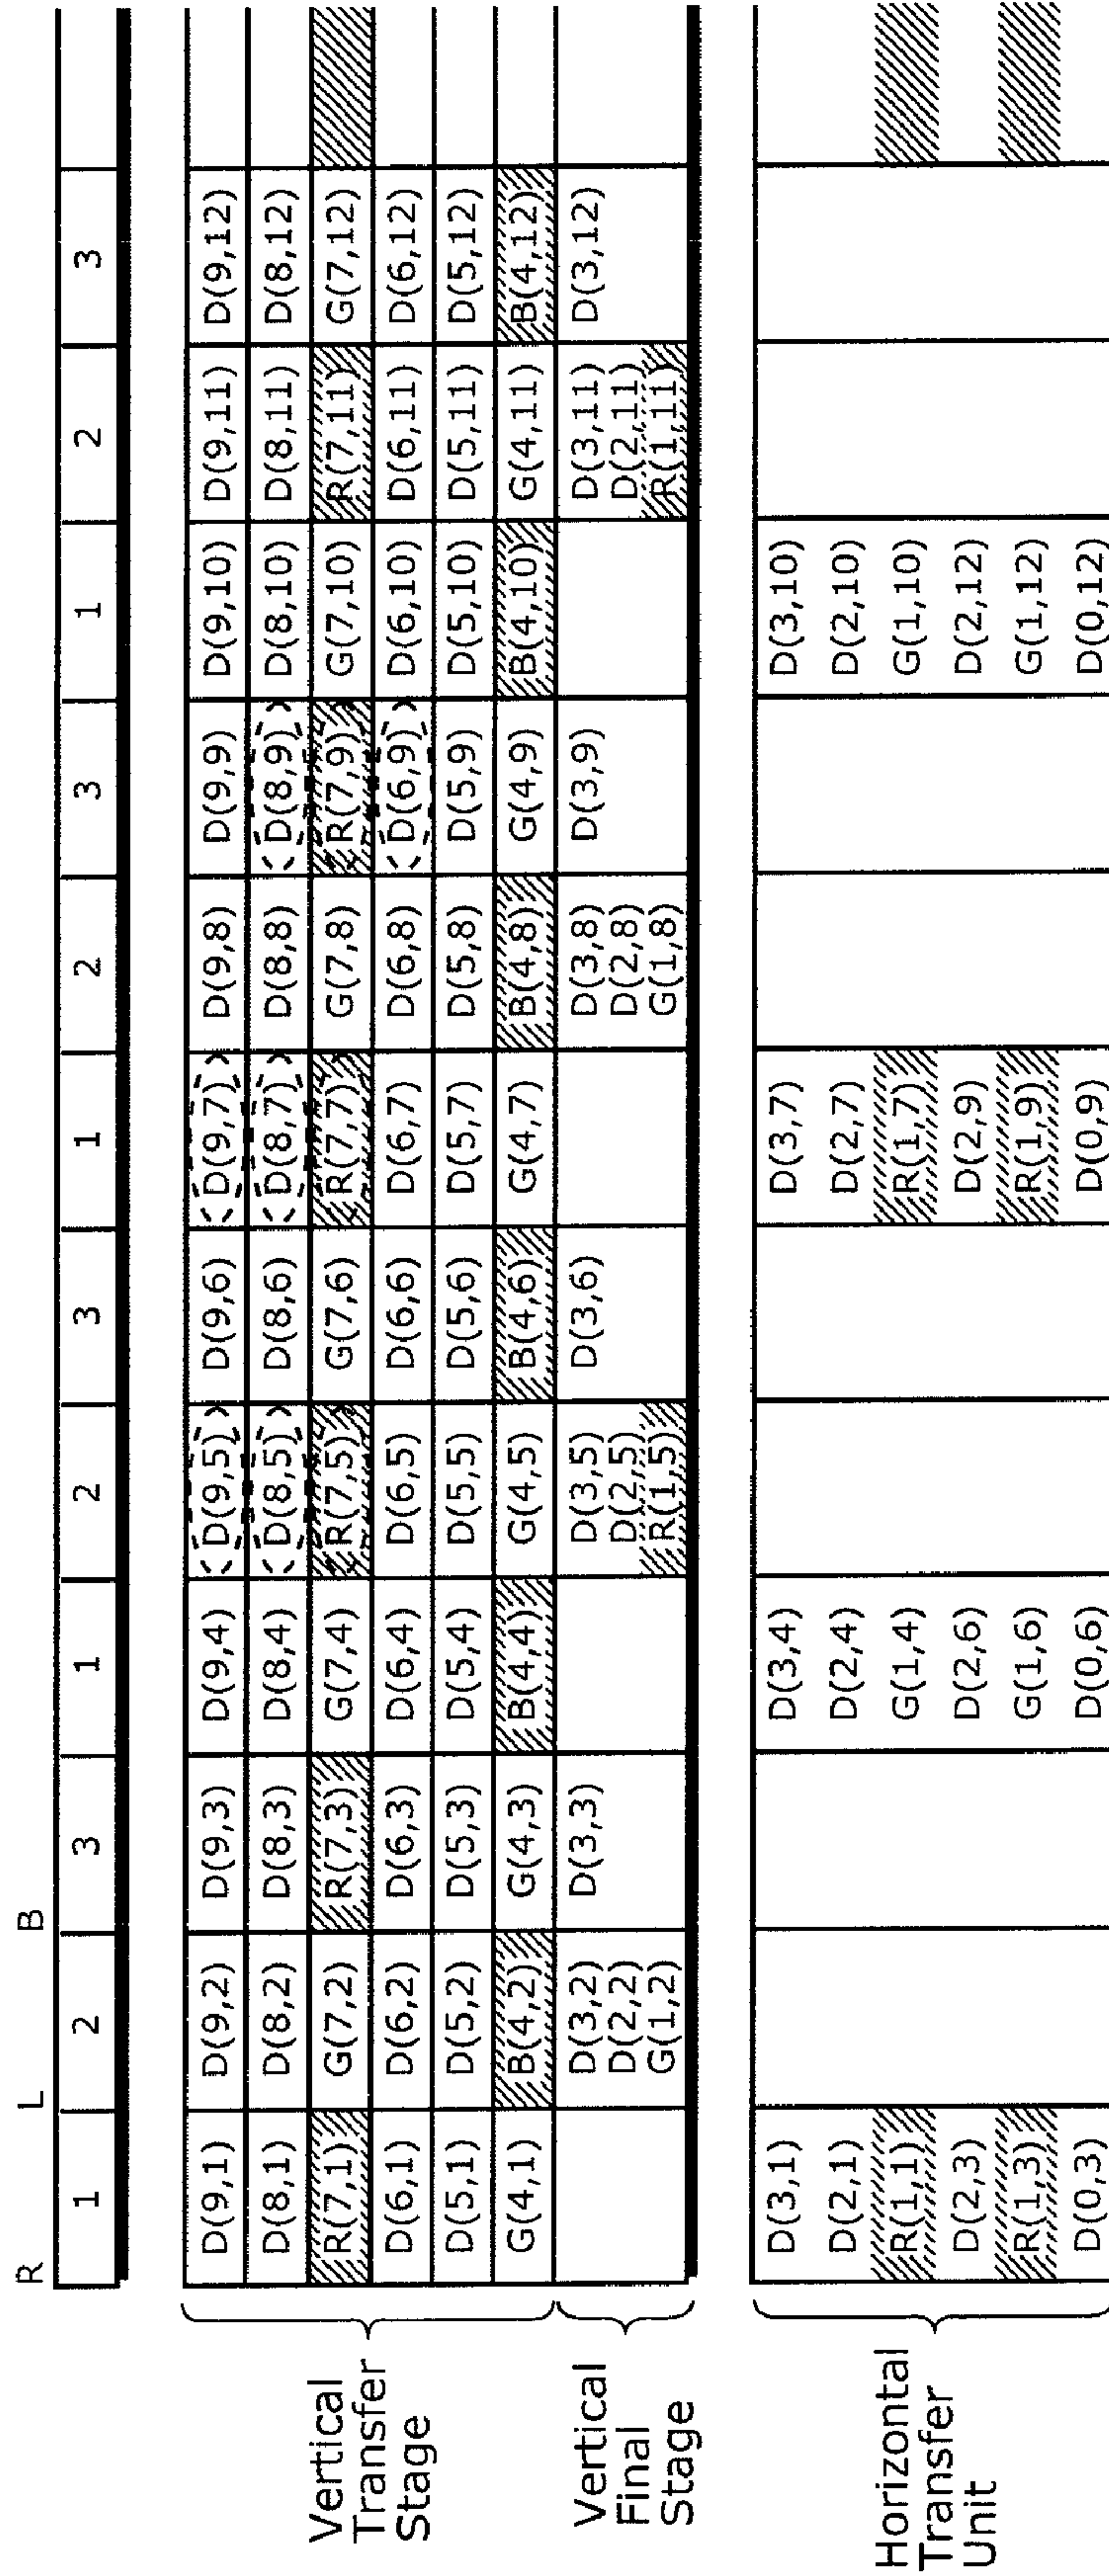 R L B
1 2 3 1 2 3 1 2 3 1 2 3
Vertical
Transfer
Stage
D(9,1) D(9,2) D(9,3) D(9,4) D(9,5) D(9,6) D(9,7) D(9,8) D(9,9) D(9,10) D(9,11) D(9,12)
D(8,1) D(8,2) D(8,3) D(8,4) D(8,5) D(8,6) D(8,7) D(8,8) D(8,9) D(8,10) D(8,11) D(8,12)
R(7,1) G(7,2) R(7,3) G(7,4) R(7,5) G(7,6) R(7,7) G(7,8) R(7,9) G(7,10) R(7,11) G(7,12)
D(6,1) D(6,2) D(6,3) D(6,4) D(6,5) D(6,6) D(6,7) D(6,8) D(6,9) D(6,10) D(6,11) D(6,12)
D(5,1) D(5,2) D(5,3) D(5,4) D(5,5) D(5,6) D(5,7) D(5,8) D(5,9) D(5,10) D(5,11) D(5,12)
G(4,1) B(4,2) G(4,3) B(4,4) G(4,5) B(4,6) G(4,7) B(4,8) G(4,9) B(4,10) G(4,11) B(4,12)
Vertical
Final
Stage
D(3,2) D(3,3) D(3,5) D(3,6) D(3,8) D(3,9) D(3,11) D(3,12)
D(2,2) D(2,5) D(2,8) D(2,11)
G(1,2) R(1,5) G(1,8) R(1,11)
Horizontal
Transfer
Unit
D(3,1) D(3,4) D(3,7) D(3,10)
D(2,1) D(2,4) D(2,7) D(2,10)
R(1,1) G(1,4) R(1,7) G(1,10)
D(2,3) D(2,6) D(2,9) D(2,12)
R(1,3) G(1,6) R(1,9) G(1,12)
D(0,3) D(0,6) D(0,9) D(0,12)